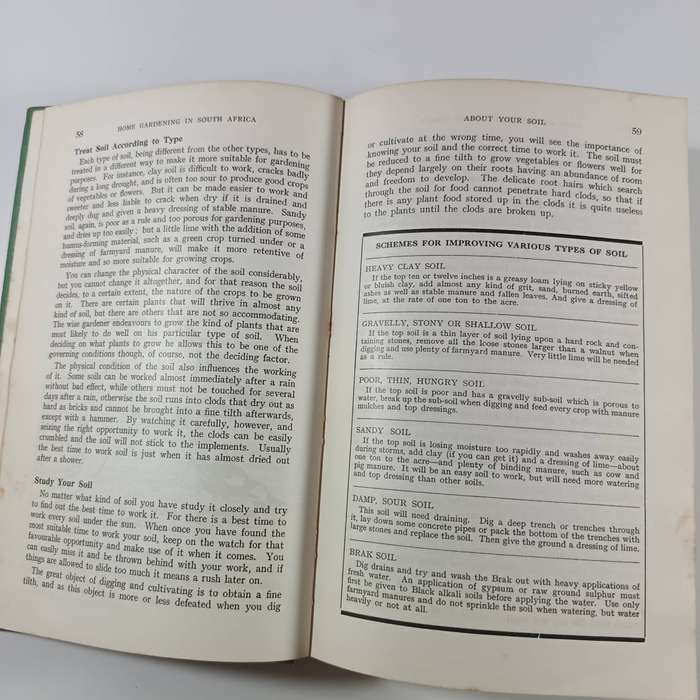 58
HOME GARDENING IN SOUTH AFRICA
Treat Soil According to Type
Each type of soil, being different from the other types, has to be
treated in a different way to make it more suitable for gardening
purposes. For instance, clay soil is difficult to work, cracks badly
during a long drought, and is often too sour to produce good crops
of vegetables or flowers. But it can be made easier to work and
sweeter and less liable to crack when dry if it is drained and
deeply dug and given a heavy dressing of stable manure. Sandy
soil, again, is poor as a rule and too porous for gardening purposes,
and dries up too easily; but a little lime with the addition of some
humus-forming material, such as a green crop turned under or a
dressing of farmyard manure, will make it more retentive of
moisture and so more suitable for growing crops.
You can change the physical character of the soil considerably,
but you cannot change it altogether, and for that reason the soil
decides, to a certain extent, the nature of the crops to be grown
on it. There are certain plants that will thrive in almost any
kind of soil, but there are others that are not so accommodating.
The wise gardener endeavours to grow the kind of plants that are
most likely to do well on his particular type of soil. When
deciding on what plants to grow he allows this to be one of the
governing conditions though, of course, not the deciding factor.
The physical condition of the soil also influences the working
of it. Some soils can be worked almost immediately after a rain
without bad effect, while others must not be touched for several
days after a rain, otherwise the soil runs into clods that dry out as
hard as bricks and cannot be brought into a fine tilth afterwards,
except with a hammer. By watching it carefully, however, and
seizing the right opportunity to work it, the clods can be easily
crumbled and the soil will not stick to the implements. Usually
the best time to work soil is just when it has almost dried out
after a shower.
Study Your Soil
No matter what kind of soil you have study it closely and try
to find out the best time to work it. For there is a best time to
work every soil under the sun. When once you have found the
most suitable time to work your soil, keep on the watch for that
favourable opportunity and make use of it when it comes. You
can easily miss it and be thrown behind with your work, and if
things are allowed to slide too much it means a rush later on.
The great object of digging and cultivating is to obtain a fine
tilth, and as this object is more or less defeated when you dig
ABOUT YOUR SOIL
59
or cultivate at the wrong time, you will see the importance of
knowing your soil and the correct time to work it. The soil must
be reduced to a fine tilth to grow vegetables or flowers well for
they depend largely on their roots having an abundance of room
and freedom to develop. The delicate root hairs which search
through the soil for food cannot penetrate hard clods, so that if
there is any plant food stored up in the clods it is quite useless
to the plants until the clods are broken up.
SCHEMES FOR IMPROVING VARIOUS TYPES OF SOIL
HEAVY CLAY SOIL
If the top ten or twelve inches is a greasy loam lying on sticky yellow
or bluish clay, add almost any kind of grit, sand, burned earth, sifted
ashes as well as stable manure and fallen leaves. And give a dressing of
lime, at the rate of one ton to the acre.
GRAVELLY, STONY OR SHALLOW SOIL
If the top soil is a thin layer of soil lying upon a hard rock and con-
taining stones, remove all the loose stones larger than a walnut when
digging and use plenty of farmyard manure. Very little lime will be needed
as a rule.
POOR, THIN, HUNGRY SOIL
If the top soil is poor and has a gravelly sub-soil which is porous to
water, break up the sub-soil when digging and feed every crop with manure
mulches and top dressings.
SANDY SOIL
If the top soil is losing moisture too rapidly and washes away easily
during storms, add clay (if you can get it) and a dressing of lime—about
one ton to the acre—and plenty of binding manure, such as cow and
pig manure. It will be an easy soil to work, but will need more watering
and top dressing than other soils.
DAMP, SOUR SOIL
This soil will need draining. Dig a deep trench or trenches through
it, lay down some concrete pipes or pack the bottom of the trenches with
large stones and replace the soil. Then give the ground a dressing of lime.
BRAK SOIL
Dig drains and try and wash the Brak out with heavy applications of
fresh water. An application of gypsum or raw ground sulphur must
first be given to Black alkali soils before applying the water. Use only
farmyard manures and do not sprinkle the soil when watering, but water
heavily or not at all.